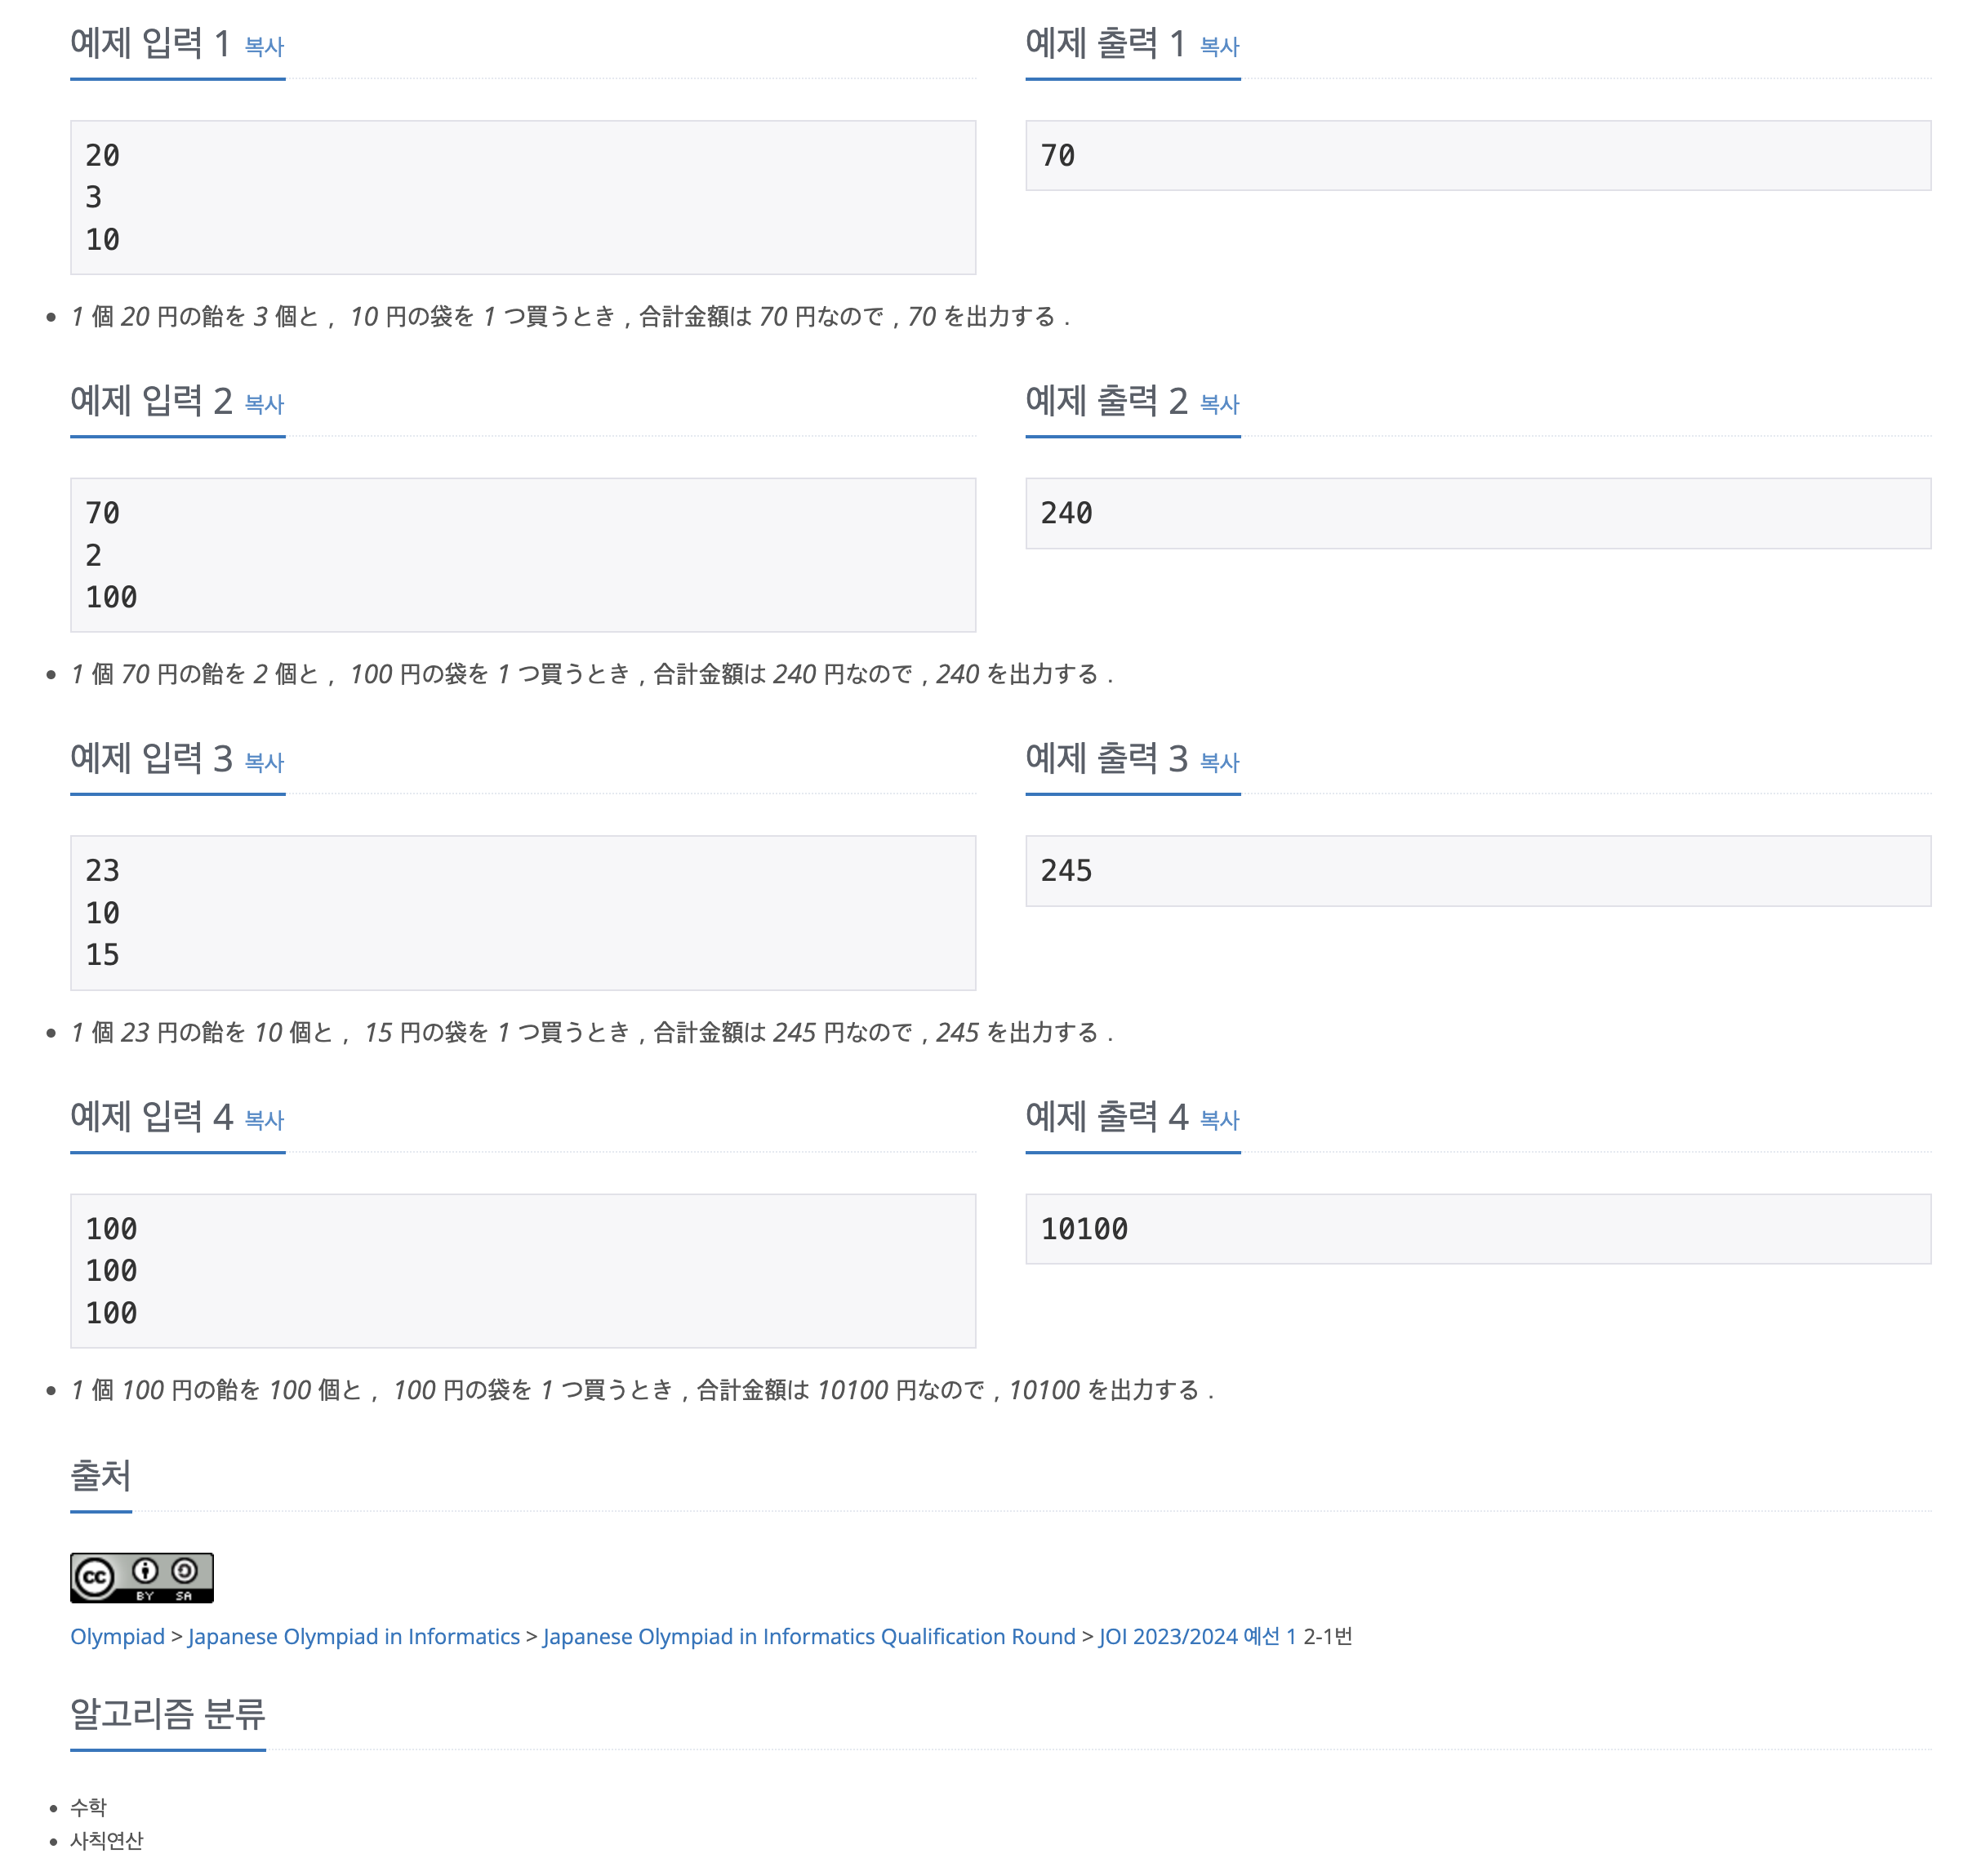 예제 입력 1 복사
예제 출력 1 복사
20
3
10
70
1 個 20 円の飴を 3 個と， 10 円の袋を 1 つ買うとき，合計金額は 70 円なので，70 を出力する．
예제 입력 2 복사
예제 출력 2 복사
70
2
100
240
1 個 70 円の飴を 2 個と， 100 円の袋を 1 つ買うとき，合計金額は 240 円なので，240 を出力する．
예제 입력 3 복사
예제 출력 3 복사
23
10
15
245
1 個 23 円の飴を 10 個と， 15 円の袋を 1 つ買うとき，合計金額は 245 円なので，245 を出力する．
예제 입력 4 복사
예제 출력 4 복사
100
100
100
10100
1 個 100 円の飴を 100 個と， 100 円の袋を 1 つ買うとき，合計金額は 10100 円なので，10100 を出力する．
출처
cc BY SA
Olympiad > Japanese Olympiad in Informatics > Japanese Olympiad in Informatics Qualification Round > JOI 2023/2024 예선 1 2-1번
알고리즘 분류
수학
사칙연산